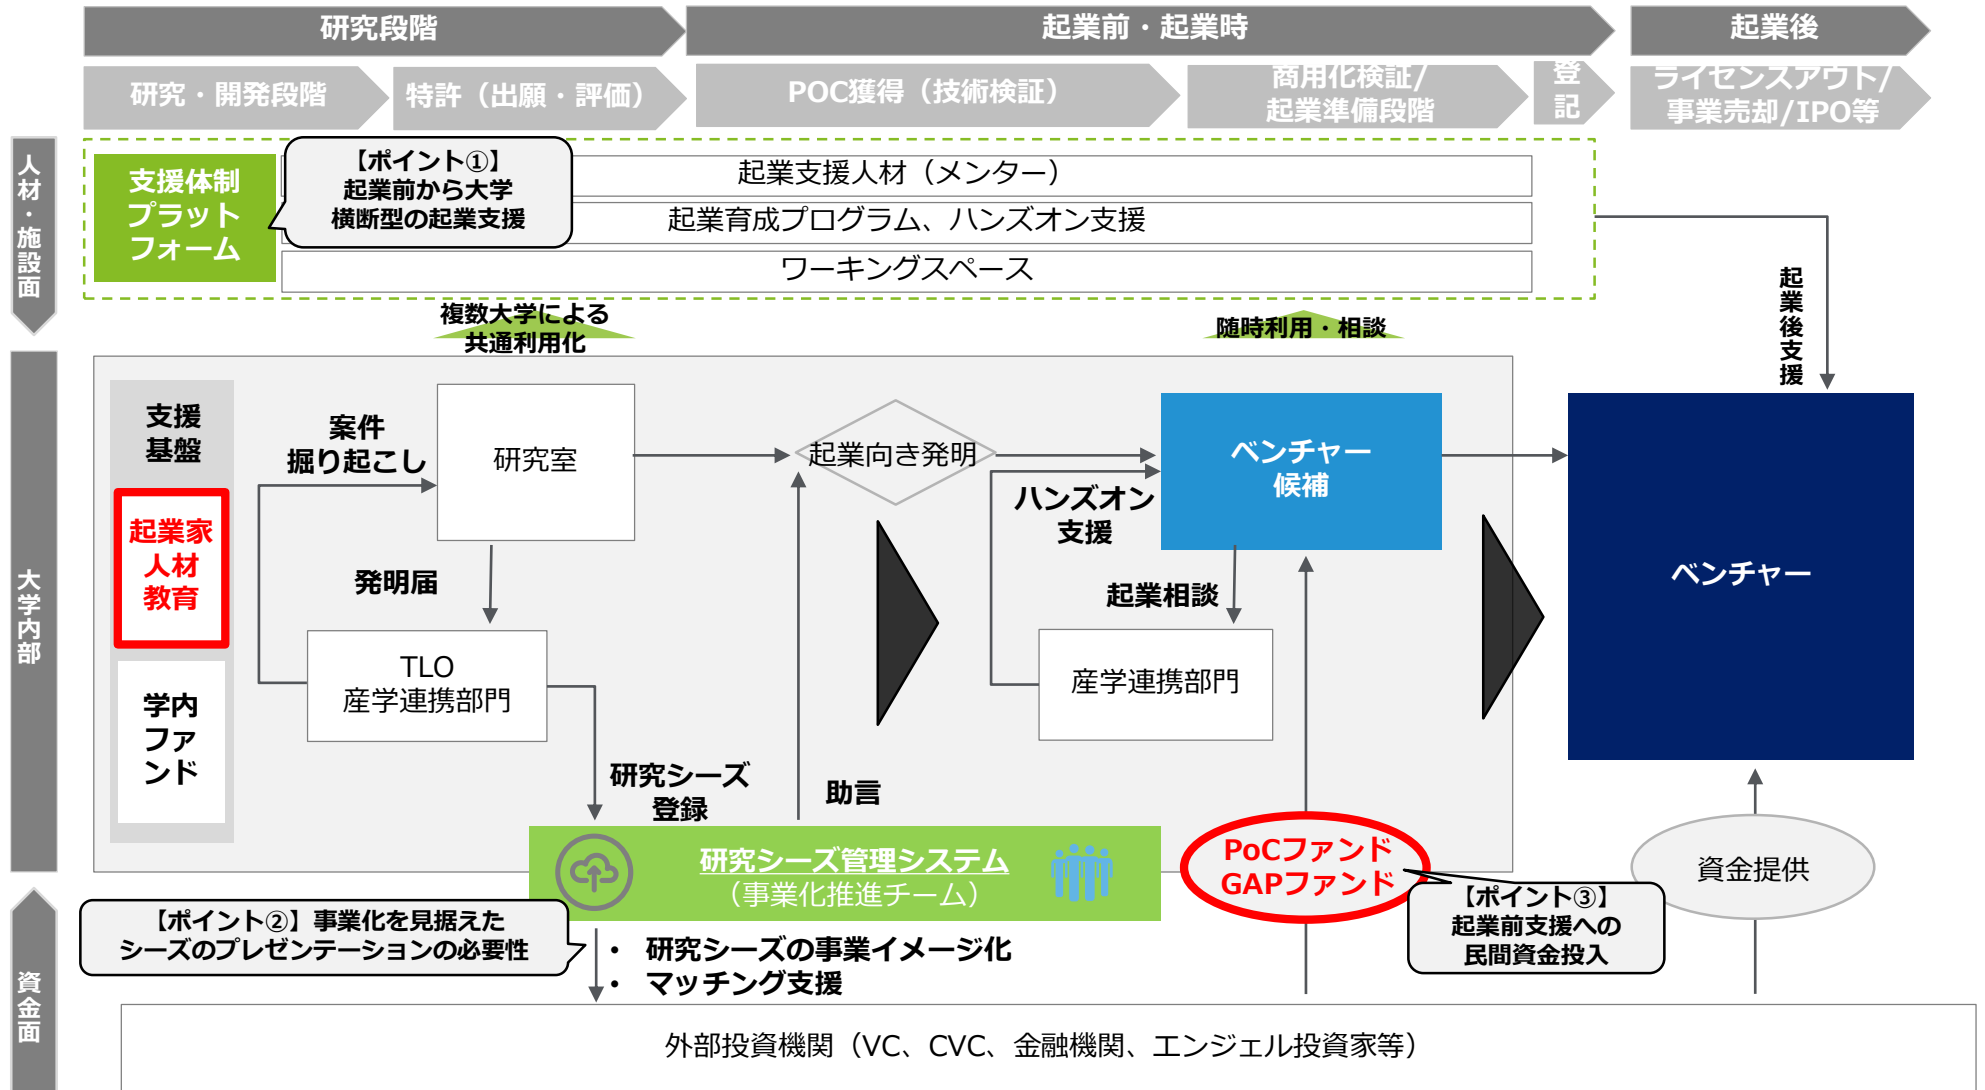 研究段階
起業前・起業時
起業後
研究・開発段階
特許（出願・評価）
POC獲得（技術検証）
商用化検証/
起業準備段階
登
記
ライセンスアウト/
事業売却/IPO等
人材・施設面
支援体制
プラット
フォーム
【ポイント①】
起業前から大学
横断型の起業支援
起業支援人材（メンター）
起業育成プログラム、ハンズオン支援
ワーキングスペース
複数大学による
共通利用化
随時利用・相談
起業後支援
大学内部
支援
基盤
起業家
人材
教育
学内
ファ
ンド
案件
掘り起こし
研究室
発明届
TLO
産学連携部門
研究シーズ
登録
助言
起業向き発明
ハンズオン
支援
ベンチャー
候補
起業相談
産学連携部門
ベンチャー
研究シーズ管理システム
（事業化推進チーム）
PoCファンド
GAPファンド
資金提供
【ポイント②】事業化を見据えた
シーズのプレゼンテーションの必要性
【ポイント③】
起業前支援への
民間資金投入
・ 研究シーズの事業イメージ化
・ マッチング支援
資金面
外部投資機関（VC、CVC、金融機関、エンジェル投資家等）